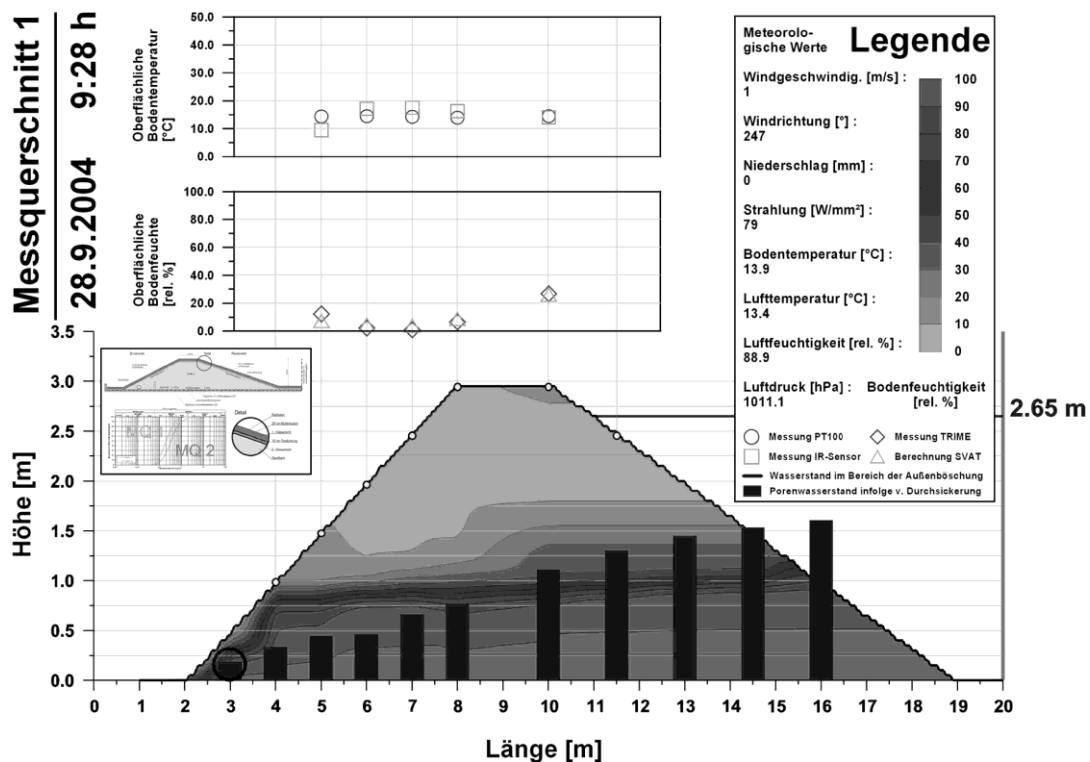 Messquerschnitt 1
28.9.2004 9:28 h
Oberflächliche
Bodentemperatur
[°C]
50.0
40.0
30.0
20.0
10.0
0.0
Oberflächliche
Bodenfeuchte
[rel. %]
100.0
80.0
60.0
40.0
20.0
0.0
Meteorolo-
gische Werte
Legende
Windgeschwindig. [m/s] :
1
Windrichtung [°] :
247
Niederschlag [mm] :
0
Strahlung [W/mm²] :
79
Bodentemperatur [°C] :
13.9
Lufttemperatur [°C] :
13.4
Luftfeuchtigkeit [rel. %] :
88.9
Luftdruck [hPa] :
1011.1
100
90
80
70
60
50
40
30
20
10
0
Bodenfeuchtigkeit
[rel. %]
Messung PT100
Messung TRIME
Messung IR-Sensor
Berechnung SVAT
Wasserstand im Bereich der Außenböschung
Porenwasserstand infolge v. Durchsickerung
2.65 m
Detail
MQ 1
MQ 2
Höhe [m]
3.5
3.0
2.5
2.0
1.5
1.0
0.5
0.0
0 1 2 3 4 5 6 7 8 9 10 11 12 13 14 15 16 17 18 19 20
Länge [m]